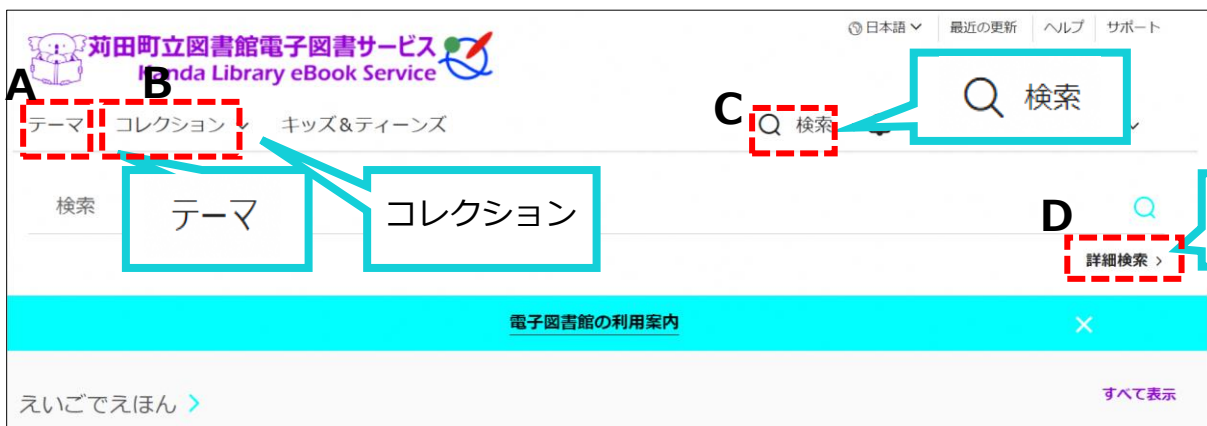 日本語 最近の更新 ヘルプ サポート
苅田町立図書館電子図書サービス
Kanda Library eBook Service
A B C
テーマ コレクション キッズ&ティーンズ 検索
検索
テーマ
コレクション
検索
D
詳細検索 >
電子図書館の利用案内 ×
えいごでえほん >
すべて表示